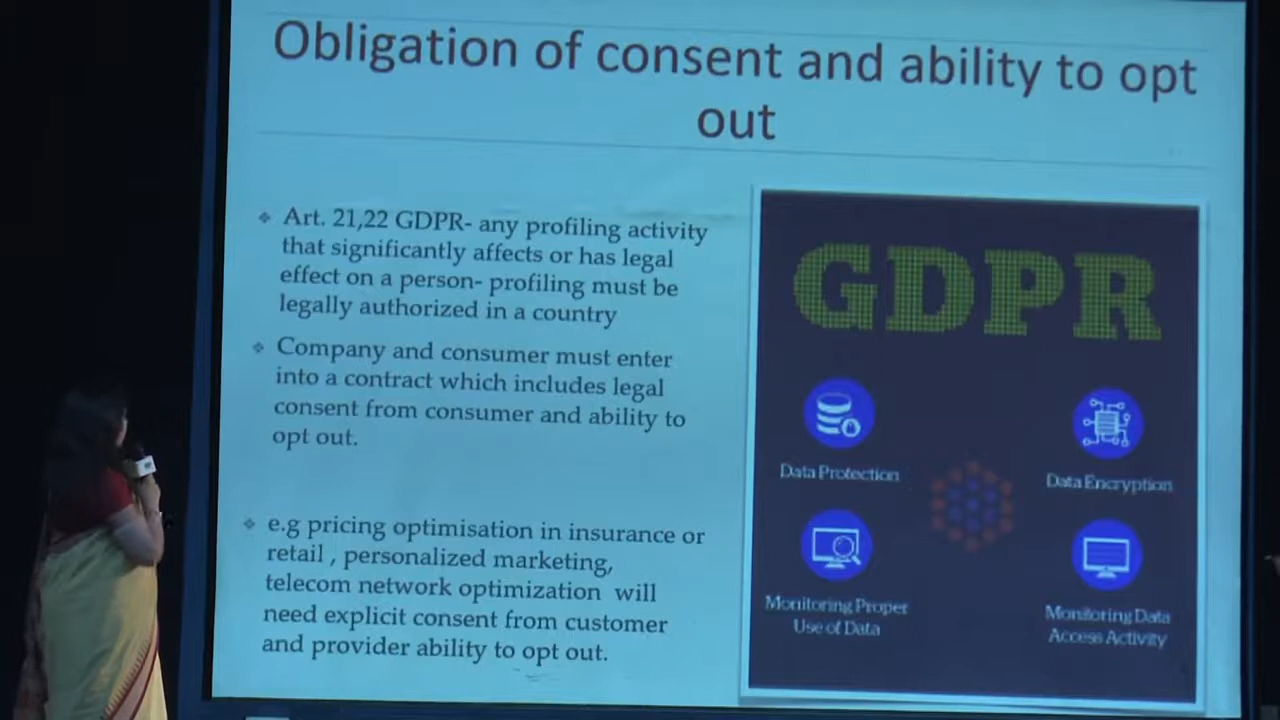 Obligation of consent and ability to opt
out
❖ Art. 21,22 GDPR- any profiling activity
that significantly affects or has legal
effect on a person- profiling must be
legally authorized in a country
❖ Company and consumer must enter
into a contract which includes legal
consent from consumer and ability to
opt out.
❖ e.g pricing optimisation in insurance or
retail , personalized marketing,
telecom network optimization will
need explicit consent from customer
and provider ability to opt out.
GDPR
Data Protection
Data Encryption
Monitoring Proper
Use of Data
Monitoring Data
Access Activity